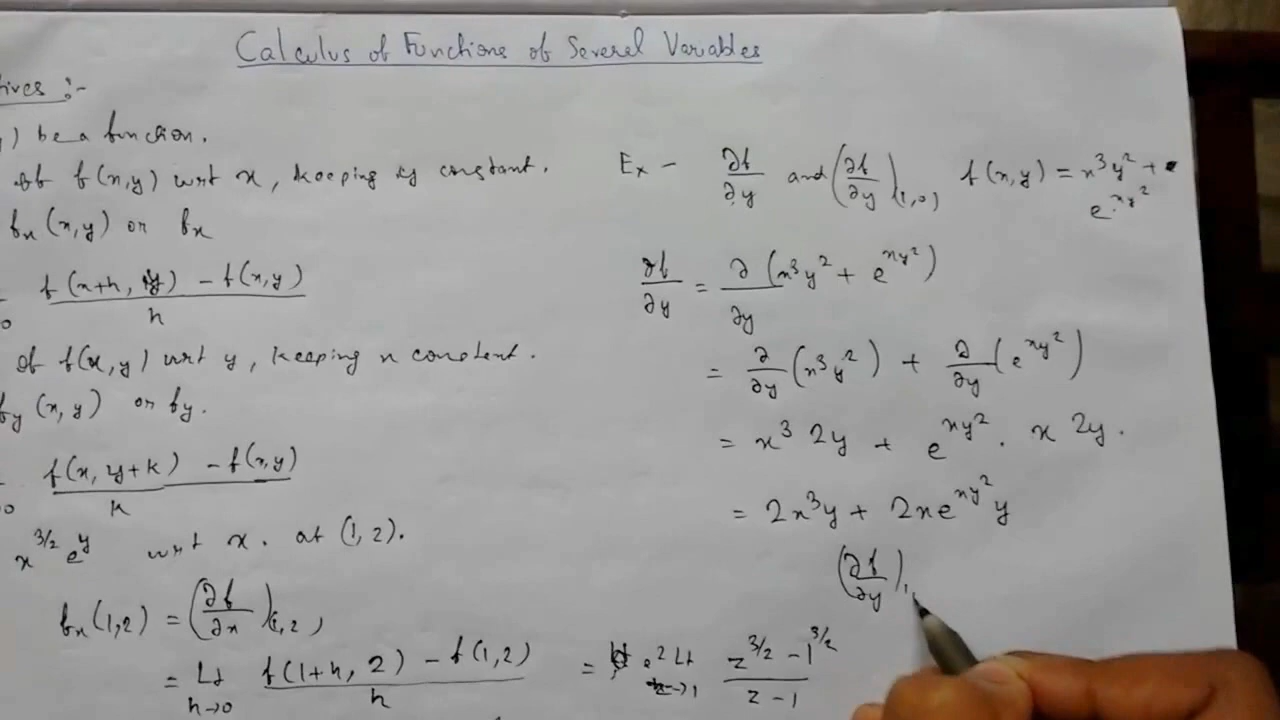 Calculus of Functions of Several Variables
ives :-
) be a function.
of f(x,y) wrt x, keeping y constant.
fx (x,y) or fx
f(x+h, y) - f(x,y)
h
0
of f(x,y) wrt y, keeping x constant.
fy (x,y) or fy.
f(x, y+k) - f(x,y)
k
0
x^3/2 e^y wrt x. at (1,2).
fx(1,2) = (∂f/∂x)(1,2)
= Lt h→0 f(1+h, 2) - f(1,2) / h = e^2 Lt z→1 z^3/2 - 1^3/2 / z - 1
Ex - ∂f/∂y and (∂f/∂y)(1,0) f(x,y) = x^3y^2 +
e^xy^2
∂f/∂y = ∂/∂y (x^3y^2 + e^xy^2)
= ∂/∂y (x^3y^2) + ∂/∂y (e^xy^2)
= x^3 2y + e^xy^2 . x 2y.
= 2x^3y + 2xe^xy^2 y
(∂f/∂y)1,